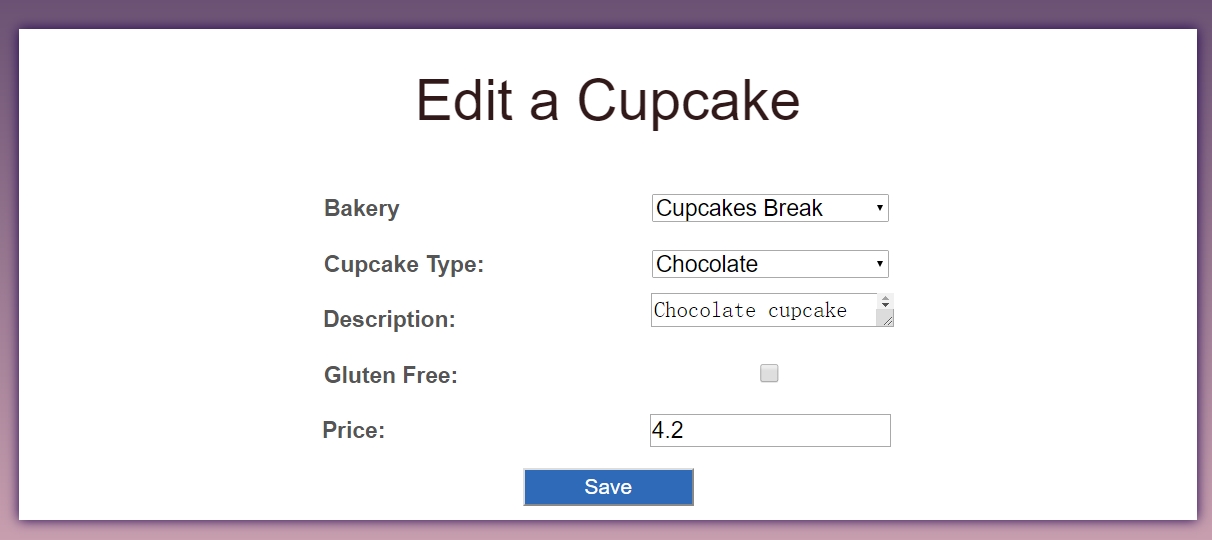 Edit a Cupcake
Bakery Cupcakes Break
Cupcake Type: Chocolate
Description: Chocolate cupcake
Gluten Free:
Price: 4.2
Save